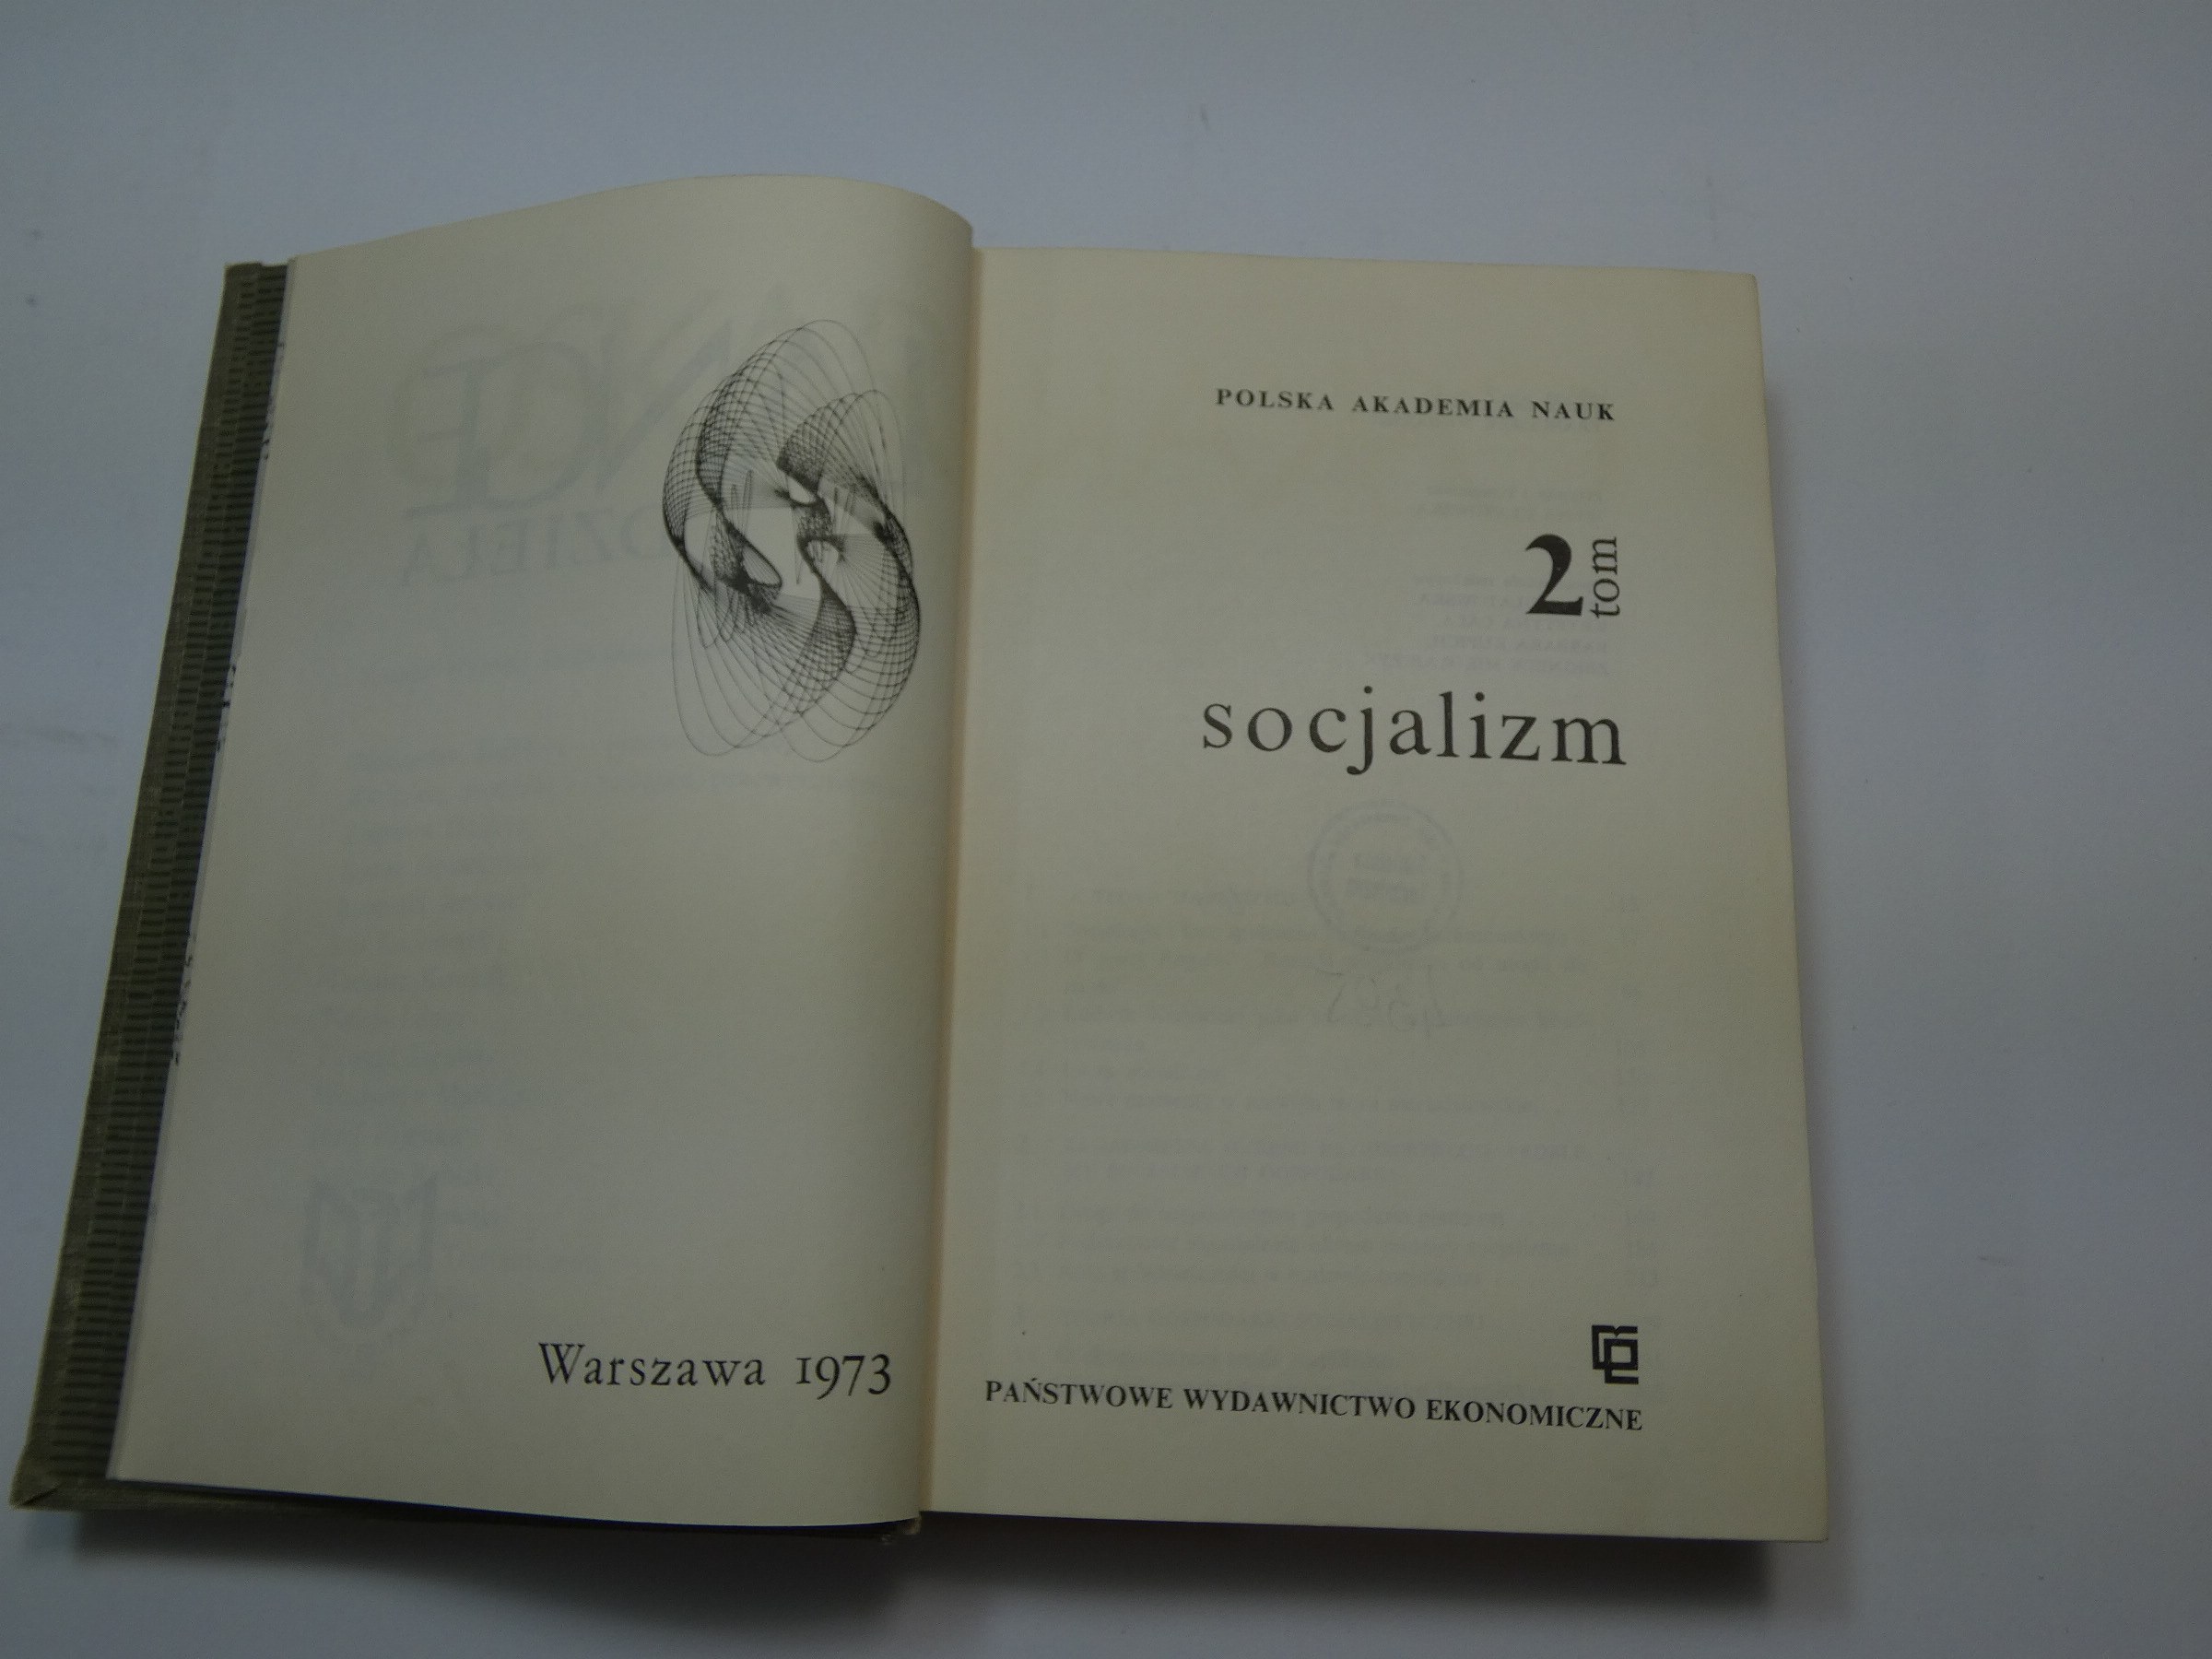 Warszawa 1973
POLSKA AKADEMIA NAUK
2 tom
socjalizm
PAŃSTWOWE WYDAWNICTWO EKONOMICZNE